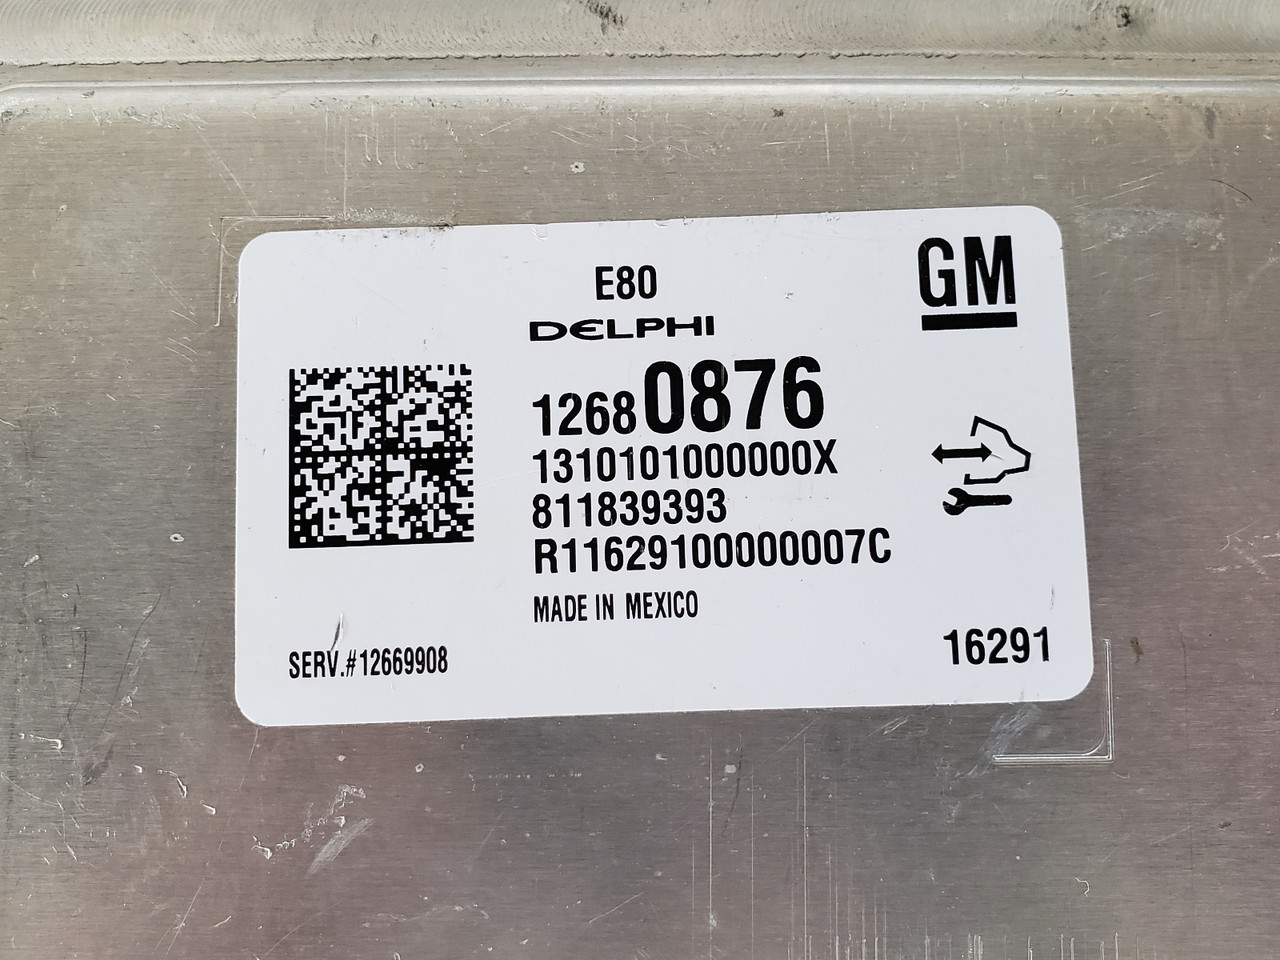 E80
GM
DELPHI
12680876
1310101000000X
811839393
R11629100000007C
MADE IN MEXICO
16291
SERV.#12669908